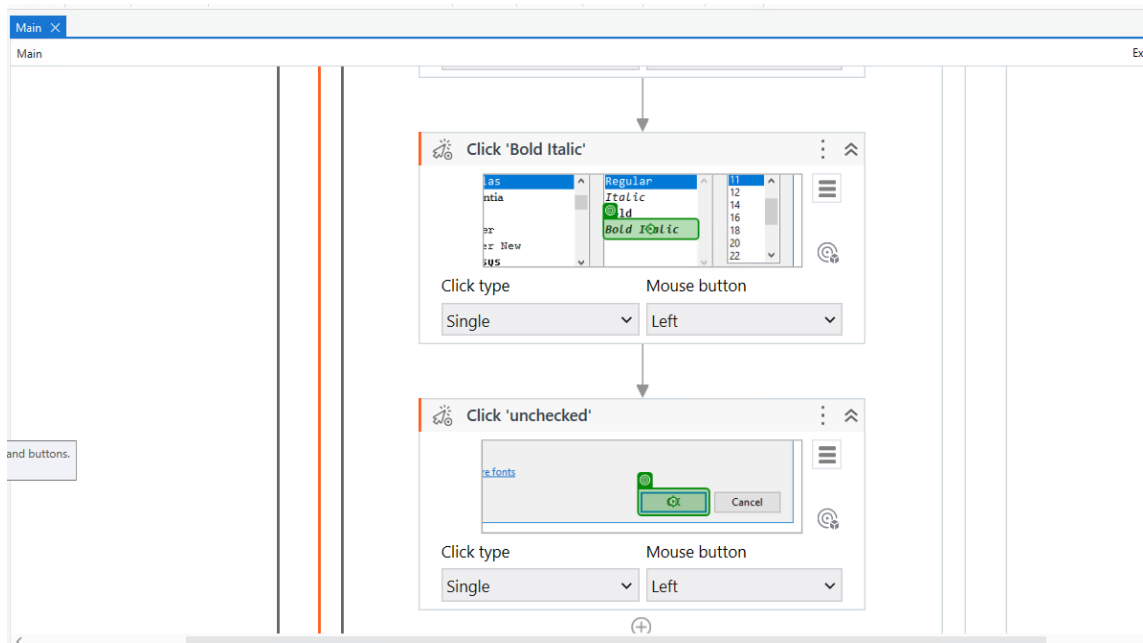 Main
Main
Ex
Click 'Bold Italic'
las
Regular
11
ntia
Italic
12
14
er
Bold Italic
16
er New
18
sys
20
22
Click type
Mouse button
Single
Left
Click 'unchecked'
and buttons.
re fonts
Cancel
Click type
Mouse button
Single
Left